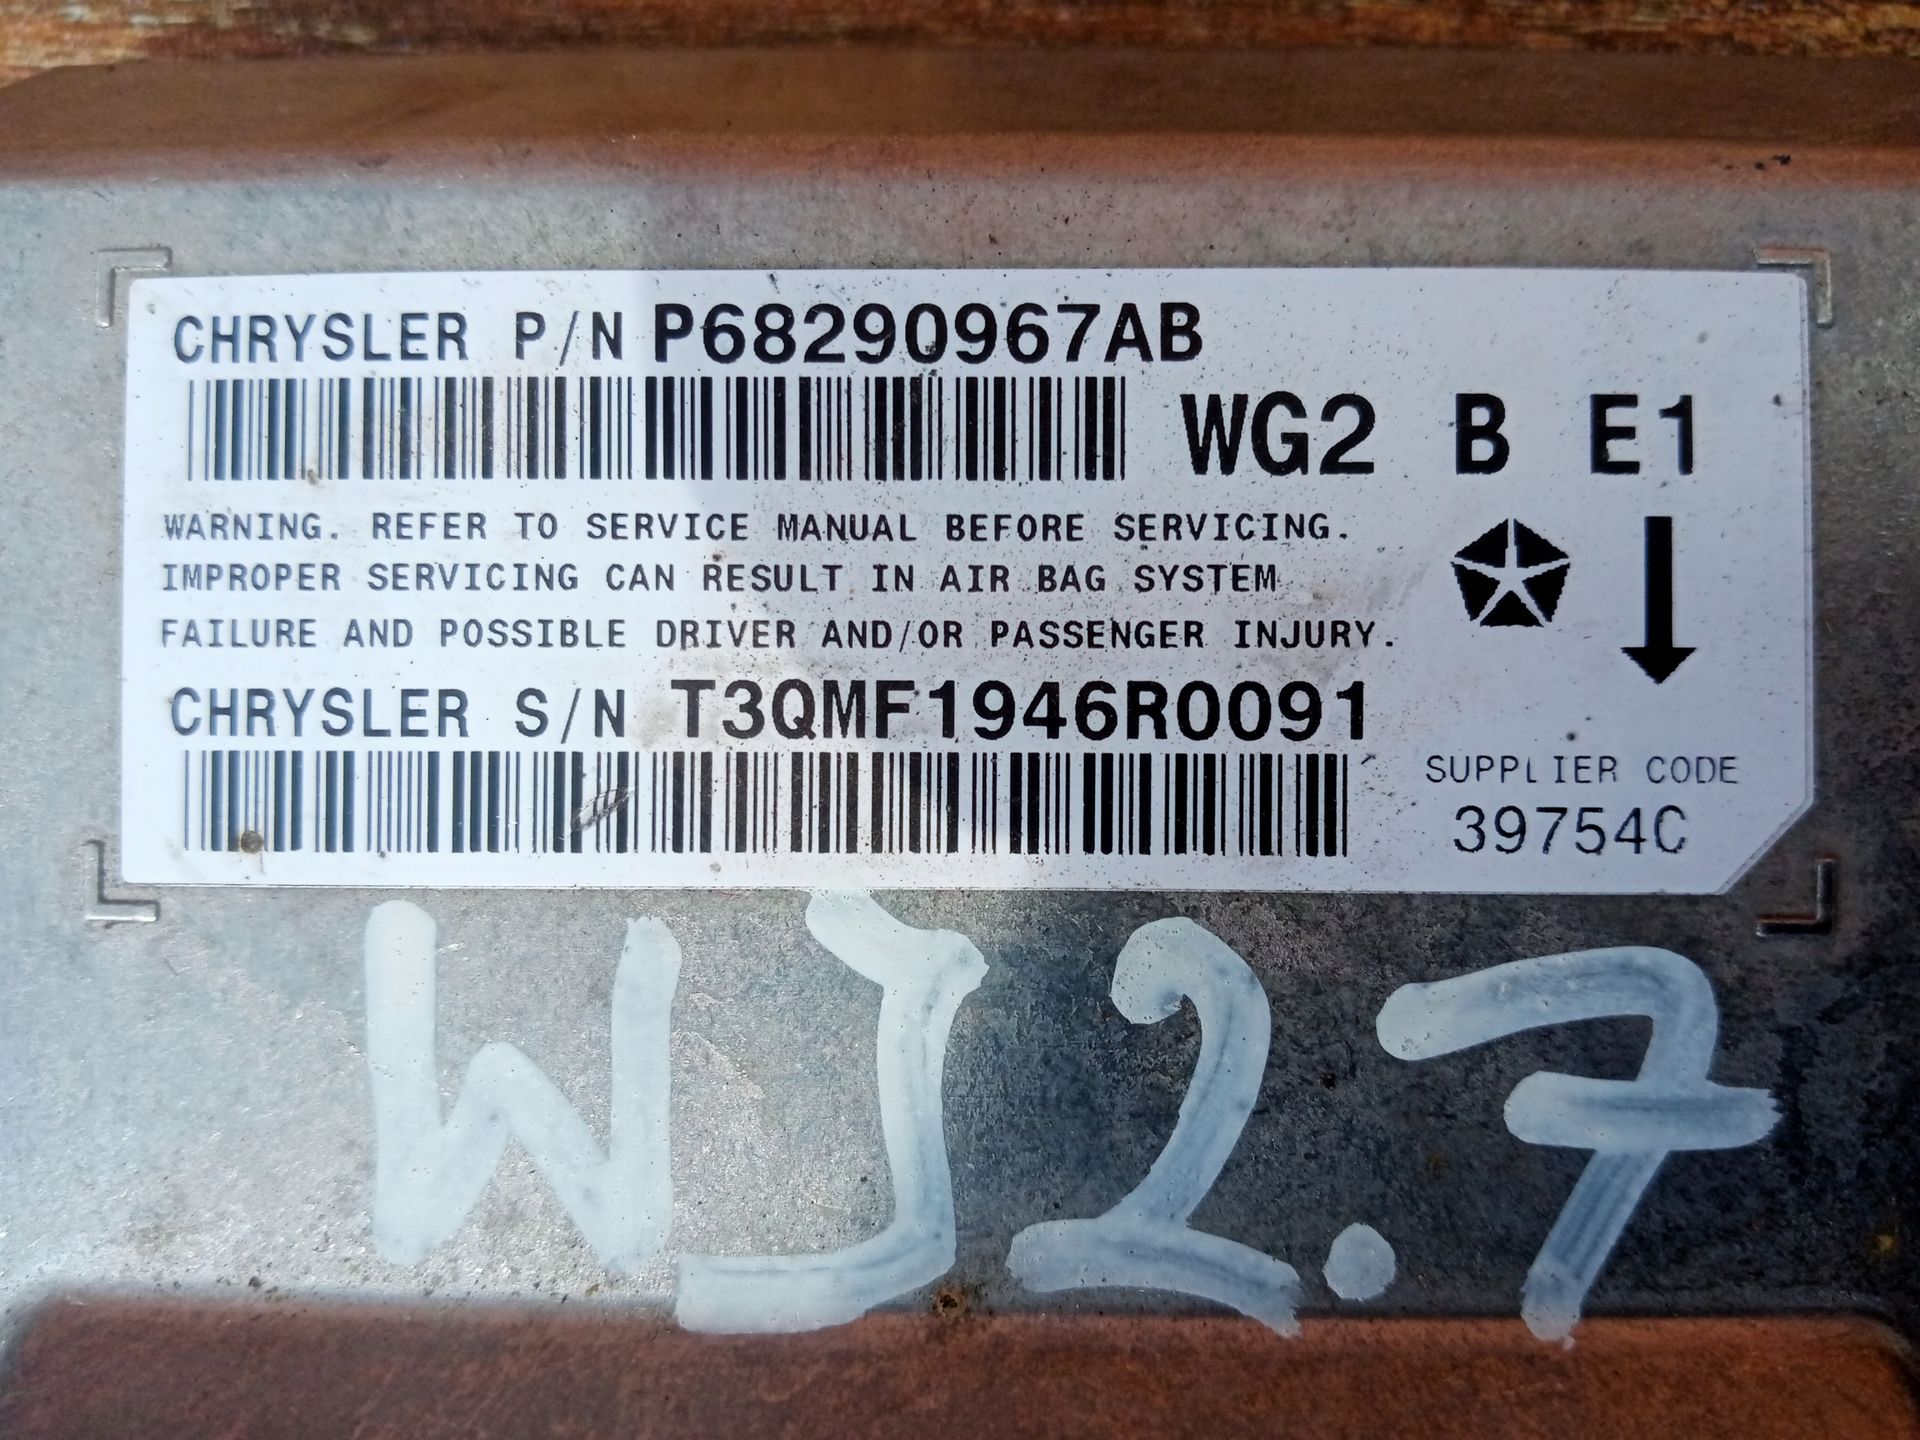 CHRYSLER P/N P68290967AB
WG2 B E1
WARNING. REFER TO SERVICE MANUAL BEFORE SERVICING.
IMPROPER SERVICING CAN RESULT IN AIR BAG SYSTEM
FAILURE AND POSSIBLE DRIVER AND/OR PASSENGER INJURY.
CHRYSLER S/N T3QMF1946R0091
SUPPLIER CODE
39754C
WJ2.7